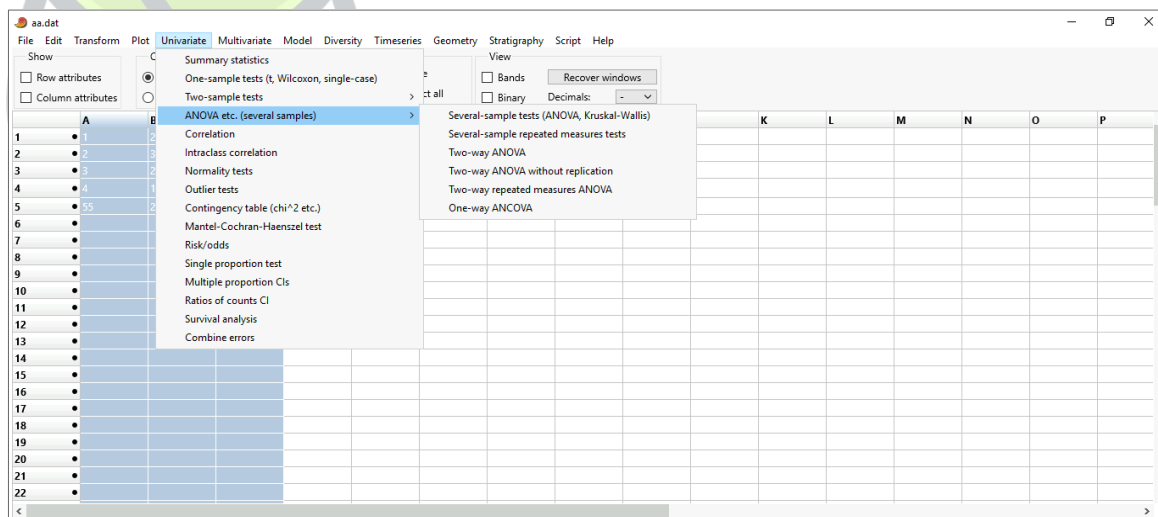 aa.dat
File Edit Transform Plot Univariate Multivariate Model Diversity Timeseries Geometry Stratigraphy Script Help
Show View
Row attributes Bands Recover windows
Column attributes Binary Decimals: -
Summary statistics
One-sample tests (t, Wilcoxon, single-case)
Two-sample tests >
ANOVA etc. (several samples) >
Correlation
Intraclass correlation
Normality tests
Outlier tests
Contingency table (chi^2 etc.)
Mantel-Cochran-Haenszel test
Risk/odds
Single proportion test
Multiple proportion CIs
Ratios of counts CI
Survival analysis
Combine errors
Several-sample tests (ANOVA, Kruskal-Wallis)
Several-sample repeated measures tests
Two-way ANOVA
Two-way ANOVA without replication
Two-way repeated measures ANOVA
One-way ANCOVA
A K L M N O P
1 • 1 2
2 • 2 3
3 • 3 2
4 • 4 1
5 • 55 2
6 •
7 •
8 •
9 •
10 •
11 •
12 •
13 •
14 •
15 •
16 •
17 •
18 •
19 •
20 •
21 •
22 •